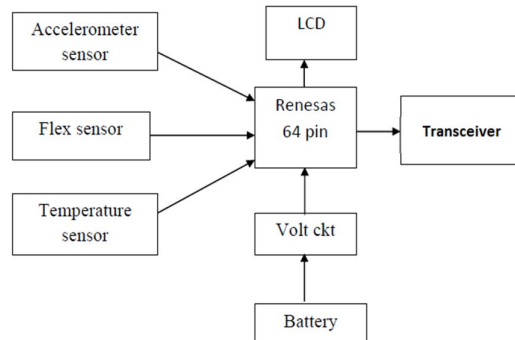 Accelerometer
sensor
LCD
Renesas
64 pin
Flex sensor
Transceiver
Temperature
sensor
Volt ckt
Battery